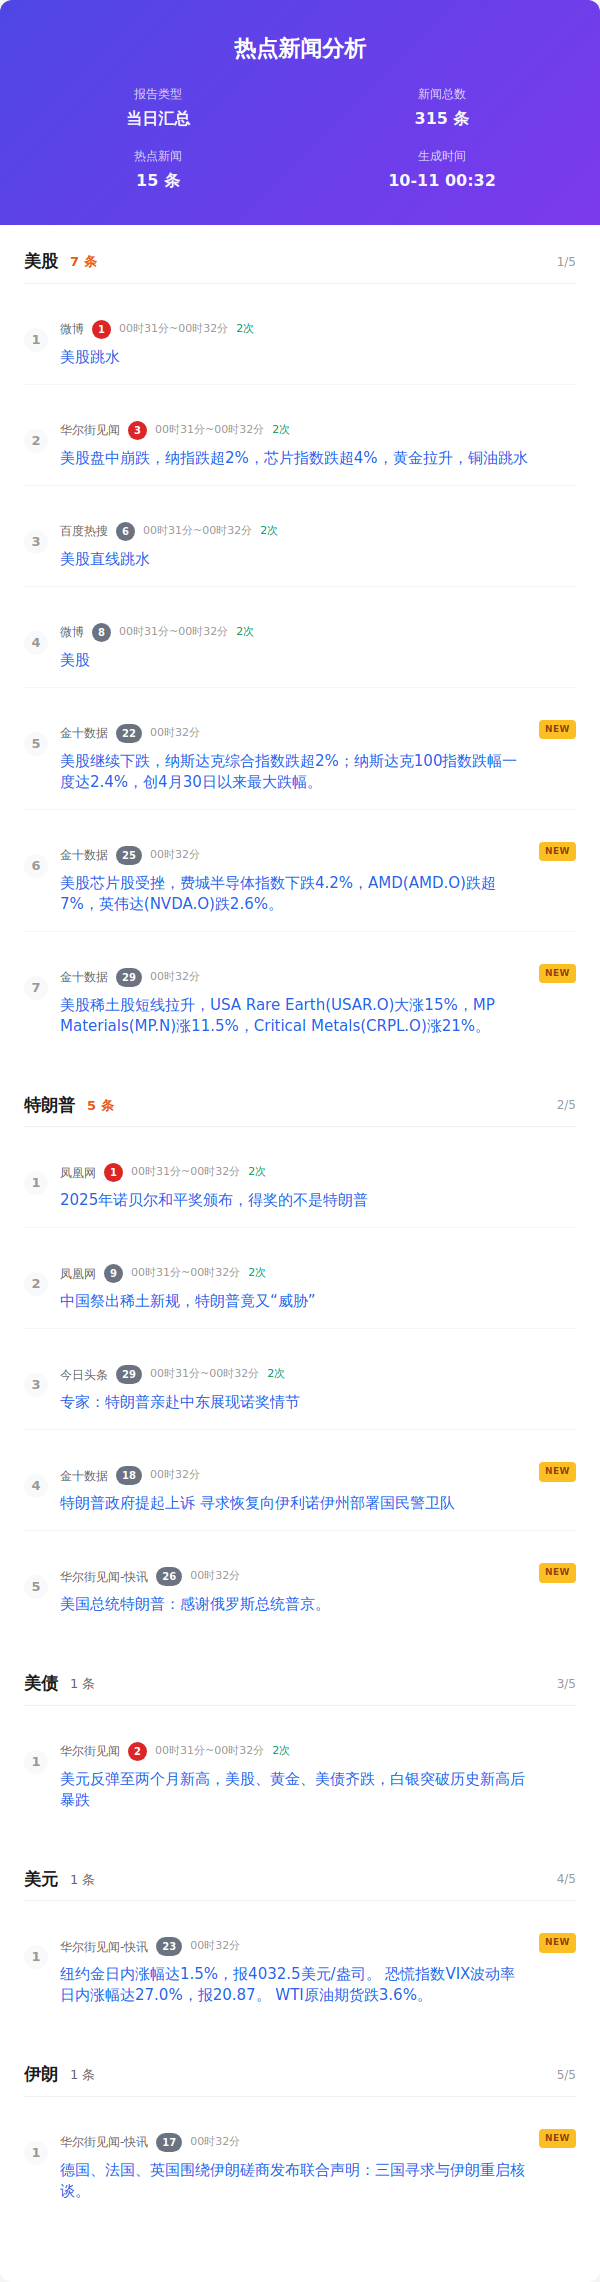 热点新闻分析
报告类型
新闻总数
当日汇总
315 条
热点新闻
生成时间
15 条
10-11 00:32
美股 7 条 1/5
1
微博 1 00时31分~00时32分 2次
美股跳水
2
华尔街见闻 3 00时31分~00时32分 2次
美股盘中崩跌，纳指跌超2%，芯片指数跌超4%，黄金拉升，铜油跳水
3
百度热搜 6 00时31分~00时32分 2次
美股直线跳水
4
微博 8 00时31分~00时32分 2次
美股
5
金十数据 22 00时32分 NEW
美股继续下跌，纳斯达克综合指数跌超2%；纳斯达克100指数跌幅一
度达2.4%，创4月30日以来最大跌幅。
6
金十数据 25 00时32分 NEW
美股芯片股受挫，费城半导体指数下跌4.2%，AMD(AMD.O)跌超
7%，英伟达(NVDA.O)跌2.6%。
7
金十数据 29 00时32分 NEW
美股稀土股短线拉升，USA Rare Earth(USAR.O)大涨15%，MP
Materials(MP.N)涨11.5%，Critical Metals(CRPL.O)涨21%。
特朗普 5 条 2/5
1
凤凰网 1 00时31分~00时32分 2次
2025年诺贝尔和平奖颁布，得奖的不是特朗普
2
凤凰网 9 00时31分~00时32分 2次
中国祭出稀土新规，特朗普竟又“威胁”
3
今日头条 29 00时31分~00时32分 2次
专家：特朗普亲赴中东展现诺奖情节
4
金十数据 18 00时32分 NEW
特朗普政府提起上诉 寻求恢复向伊利诺伊州部署国民警卫队
5
华尔街见闻-快讯 26 00时32分 NEW
美国总统特朗普：感谢俄罗斯总统普京。
美债 1 条 3/5
1
华尔街见闻 2 00时31分~00时32分 2次
美元反弹至两个月新高，美股、黄金、美债齐跌，白银突破历史新高后
暴跌
美元 1 条 4/5
1
华尔街见闻-快讯 23 00时32分 NEW
纽约金日内涨幅达1.5%，报4032.5美元/盎司。 恐慌指数VIX波动率
日内涨幅达27.0%，报20.87。 WTI原油期货跌3.6%。
伊朗 1 条 5/5
1
华尔街见闻-快讯 17 00时32分 NEW
德国、法国、英国围绕伊朗磋商发布联合声明：三国寻求与伊朗重启核
谈。